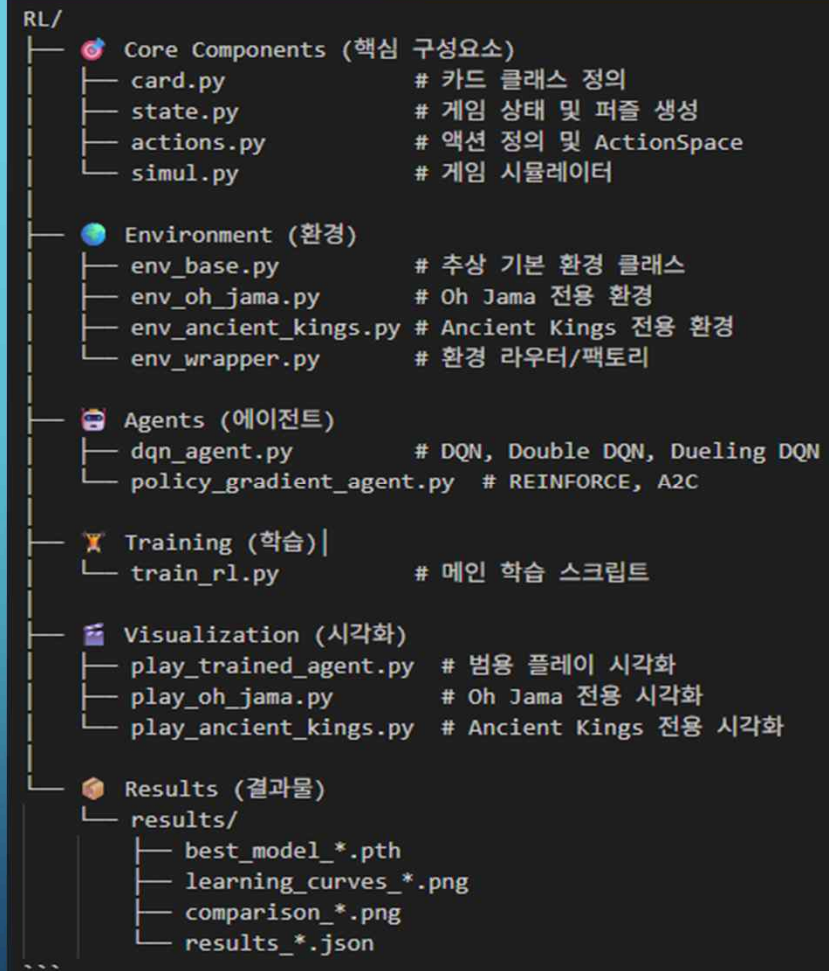 RL/
├── 🎯 Core Components (핵심 구성요소)
│   ├── card.py              # 카드 클래스 정의
│   ├── state.py             # 게임 상태 및 퍼즐 생성
│   ├── actions.py           # 액션 정의 및 ActionSpace
│   └── simul.py             # 게임 시뮬레이터
│
├── 🌍 Environment (환경)
│   ├── env_base.py          # 추상 기본 환경 클래스
│   ├── env_oh_jama.py       # Oh Jama 전용 환경
│   ├── env_ancient_kings.py # Ancient Kings 전용 환경
│   └── env_wrapper.py       # 환경 라우터/팩토리
│
├── 🤖 Agents (에이전트)
│   ├── dqn_agent.py         # DQN, Double DQN, Dueling DQN
│   └── policy_gradient_agent.py  # REINFORCE, A2C
│
├── 🏋️ Training (학습)
│   └── train_rl.py          # 메인 학습 스크립트
│
├── 🎬 Visualization (시각화)
│   ├── play_trained_agent.py  # 범용 플레이 시각화
│   ├── play_oh_jama.py        # Oh Jama 전용 시각화
│   └── play_ancient_kings.py  # Ancient Kings 전용 시각화
│
└── 📦 Results (결과물)
    └── results/
        ├── best_model_*.pth
        ├── learning_curves_*.png
        ├── comparison_*.png
        └── results_*.json
```